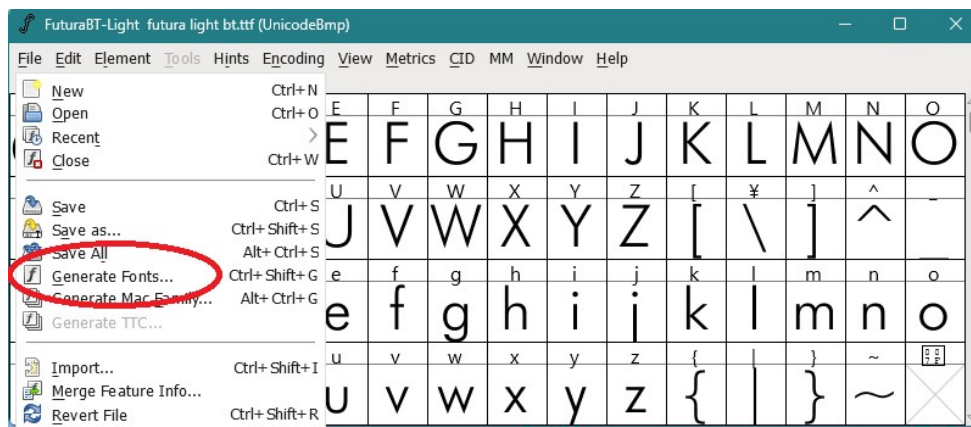 FuturaBT-Light futura light bt.ttf (UnicodeBmp)
File Edit Element Tools Hints Encoding View Metrics CID MM Window Help
New Ctrl+N
Open Ctrl+O
Recent
Close Ctrl+W
Save Ctrl+S
Save as... Ctrl+Shift+S
Save All Alt+Ctrl+S
Generate Fonts... Ctrl+Shift+G
Generate Mac Family... Alt+Ctrl+G
Generate TTC...
Import... Ctrl+Shift+I
Merge Feature Info...
Revert File Ctrl+Shift+R
E F G H I J K L M N O
E F G H I J K L M N O
U V W X Y Z [ ¥ ] ^ _
U V W X Y Z [ \ ] ^
e f g h i j k l m n o
e f g h i j k l m n o
u v w x y z { | } ~
u v w x y z { | } ~